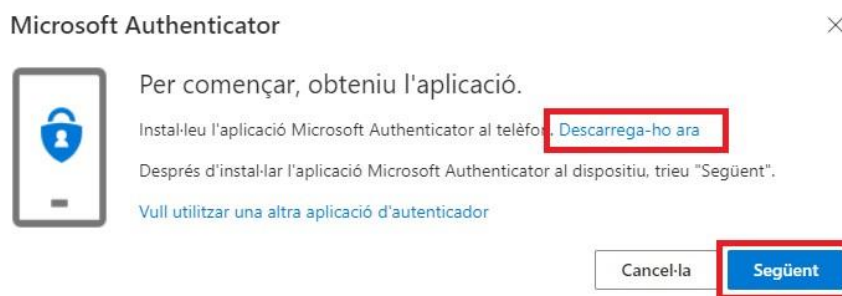 Microsoft Authenticator
Per començar, obteniu l'aplicació.
Instal·leu l'aplicació Microsoft Authenticator al telèfon. Descarrega-ho ara
Després d'instal·lar l'aplicació Microsoft Authenticator al dispositiu, trieu "Següent".
Vull utilitzar una altra aplicació d'autenticador
Cancel·la Següent